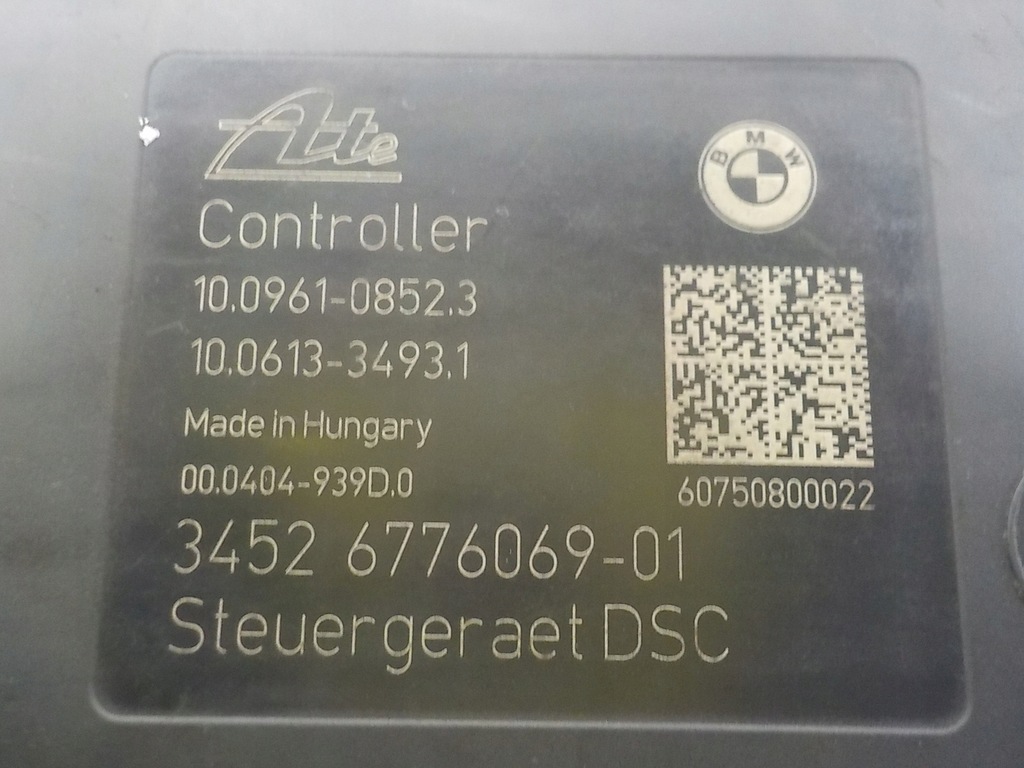 Ate
BMW
Controller
10.0961-0852.3
10.0613-3493.1
Made in Hungary
00.0404-939D.0
60750800022
3452 6776069-01
Steuergeraet DSC